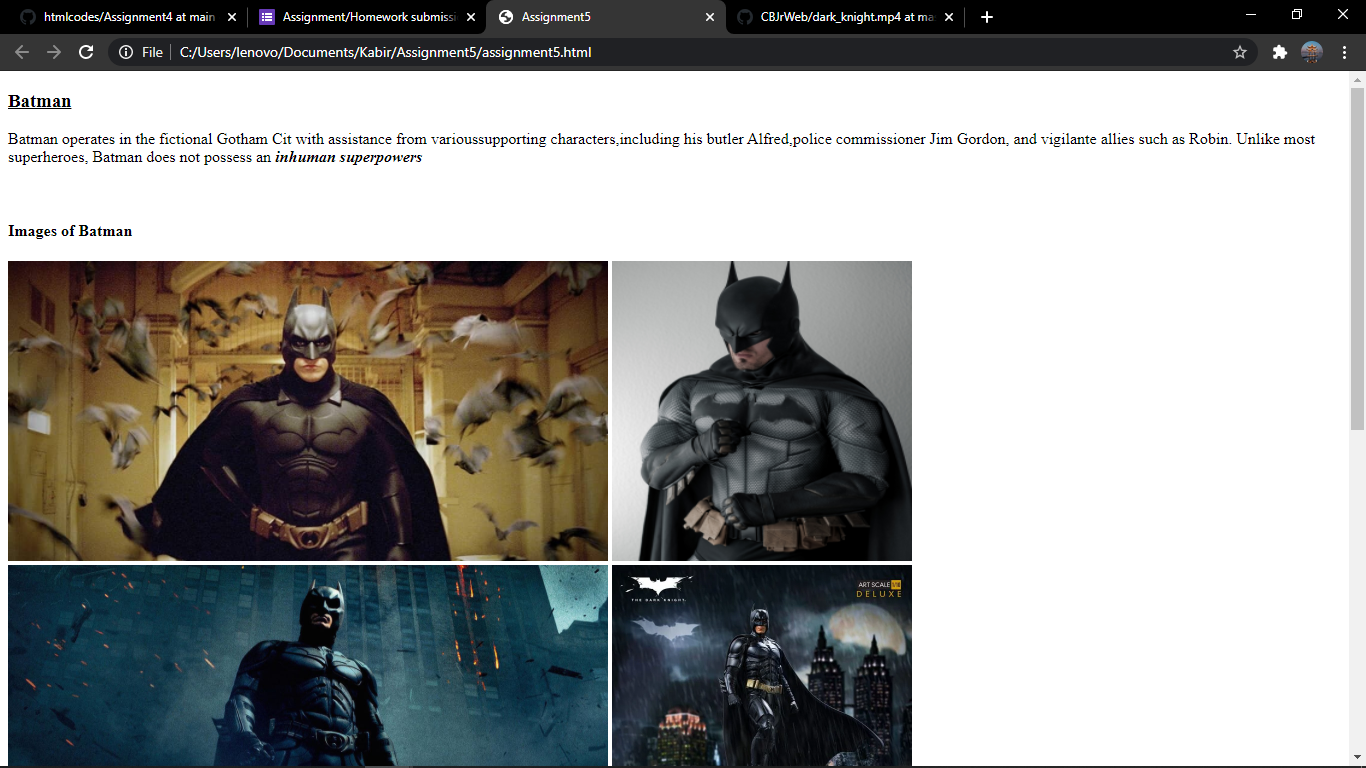 htmlcodes/Assignment4 at main
Assignment/Homework submissi
Assignment5
CBJrWeb/dark_knight.mp4 at ma
File
C:/Users/lenovo/Documents/Kabir/Assignment5/assignment5.html
Batman
Batman operates in the fictional Gotham Cit with assistance from varioussupporting characters,including his butler Alfred,police commissioner Jim Gordon, and vigilante allies such as Robin. Unlike most
superheroes, Batman does not possess an inhuman superpowers
Images of Batman
THE DARK KNIGHT
ART SCALE 1/10
DELUXE